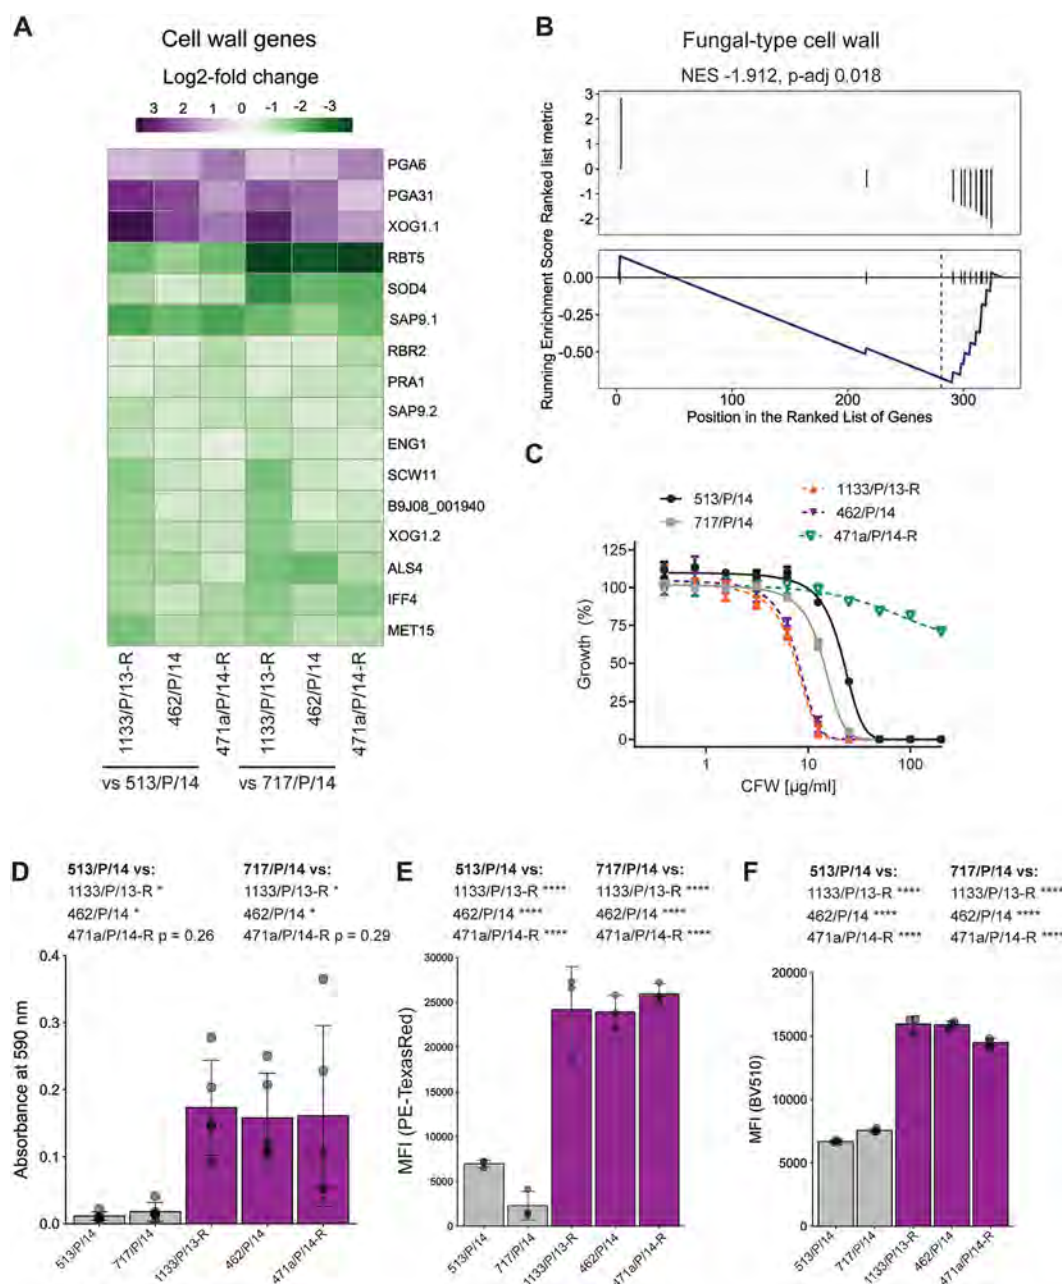 A
Cell wall genes
Log2-fold change
3 2 1 0 -1 -2 -3
PGA6
PGA31
XOG1.1
RBT5
SOD4
SAP9.1
RBR2
PRA1
SAP9.2
ENG1
SCW11
B9J08_001940
XOG1.2
ALS4
IFF4
MET15
1133/P/13-R
462/P/14
471a/P/14-R
1133/P/13-R
462/P/14
471a/P/14-R
vs 513/P/14 vs 717/P/14
B
Fungal-type cell wall
NES -1.912, p-adj 0.018
Running Enrichment Score Ranked list metric
3
2
1
0
-1
-2
0.00
-0.25
-0.50
0 100 200 300
Position in the Ranked List of Genes
C
513/P/14
717/P/14
1133/P/13-R
462/P/14
471a/P/14-R
Growth (%)
125
100
75
50
25
0
1 10 100
CFW [µg/ml]
D
513/P/14 vs: 717/P/14 vs:
1133/P/13-R * 1133/P/13-R *
462/P/14 * 462/P/14 *
471a/P/14-R p = 0.26 471a/P/14-R p = 0.29
Absorbance at 590 nm
0.4
0.3
0.2
0.1
0.0
513/P/14
717/P/14
1133/P/13-R
462/P/14
471a/P/14-R
E
513/P/14 vs: 717/P/14 vs:
1133/P/13-R **** 1133/P/13-R ****
462/P/14 **** 462/P/14 ****
471a/P/14-R **** 471a/P/14-R ****
MFI (PE-TexasRed)
30000
25000
20000
15000
10000
5000
0
513/P/14
717/P/14
1133/P/13-R
462/P/14
471a/P/14-R
F
513/P/14 vs: 717/P/14 vs:
1133/P/13-R **** 1133/P/13-R ****
462/P/14 **** 462/P/14 ****
471a/P/14-R **** 471a/P/14-R ****
MFI (BV510)
20000
15000
10000
5000
0
513/P/14
717/P/14
1133/P/13-R
462/P/14
471a/P/14-R